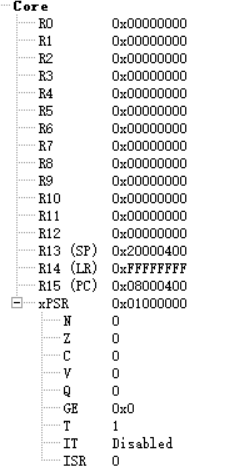 Core
R0 0x00000000
R1 0x00000000
R2 0x00000000
R3 0x00000000
R4 0x00000000
R5 0x00000000
R6 0x00000000
R7 0x00000000
R8 0x00000000
R9 0x00000000
R10 0x00000000
R11 0x00000000
R12 0x00000000
R13 (SP) 0x20000400
R14 (LR) 0xFFFFFFFF
R15 (PC) 0x08000400
xPSR 0x01000000
N 0
Z 0
C 0
V 0
Q 0
GE 0x0
T 1
IT Disabled
ISR 0